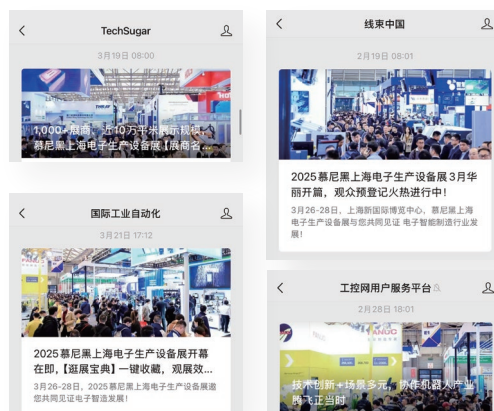 TechSugar
3月19日 08:00
1,000+展商，近10万平米展示规模，
慕尼黑上海电子生产设备展【展商名...
国际工业自动化
3月21日 17:12
2025慕尼黑上海电子生产设备展开幕
在即，【逛展宝典】一键收藏，观展效...
3月26-28日，2025慕尼黑上海电子生产设备展邀
您共同见证电子智造发展！
线束中国
2月19日 08:01
2025慕尼黑上海电子生产设备展3月华
丽开篇，观众预登记火热进行中！
3月26-28日，上海新国际博览中心，慕尼黑上海
电子生产设备展与您共同见证 电子智能制造行业发
展！
工控网用户服务平台
2月28日 18:01
FANUC
技术创新+场景多元，协作机器人产业
腾飞正当时